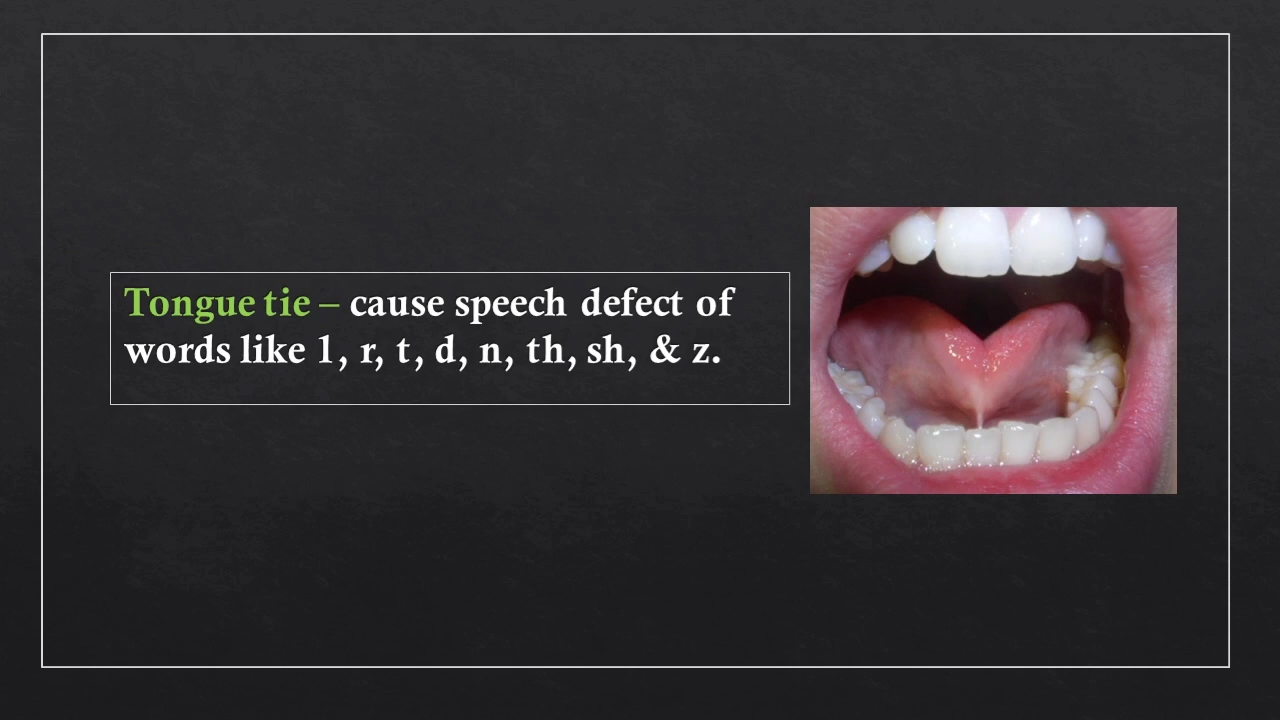 Tongue tie – cause speech defect of
words like 1, r, t, d, n, th, sh, & z.